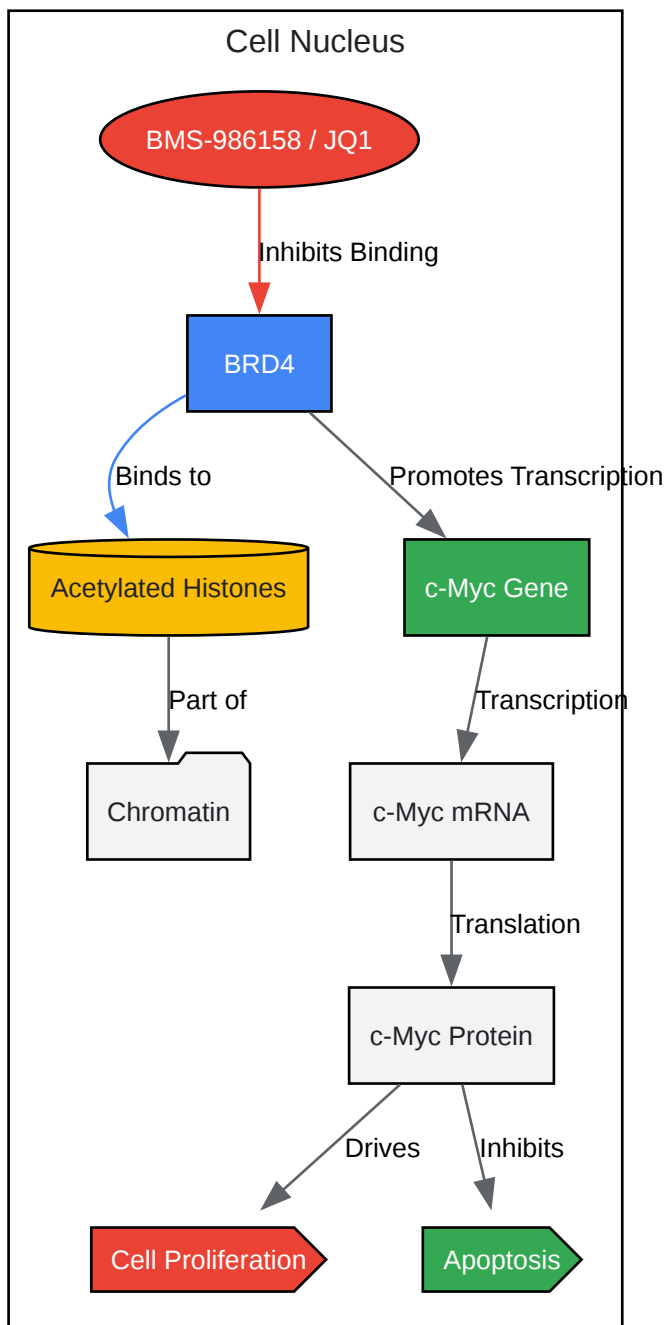 Cell Nucleus
BMS-986158 / JQ1
Inhibits Binding
BRD4
Binds to
Promotes Transcription
Acetylated Histones
c-Myc Gene
Part of
Transcription
Chromatin
c-Myc mRNA
Translation
c-Myc Protein
Drives
Inhibits
Cell Proliferation
Apoptosis